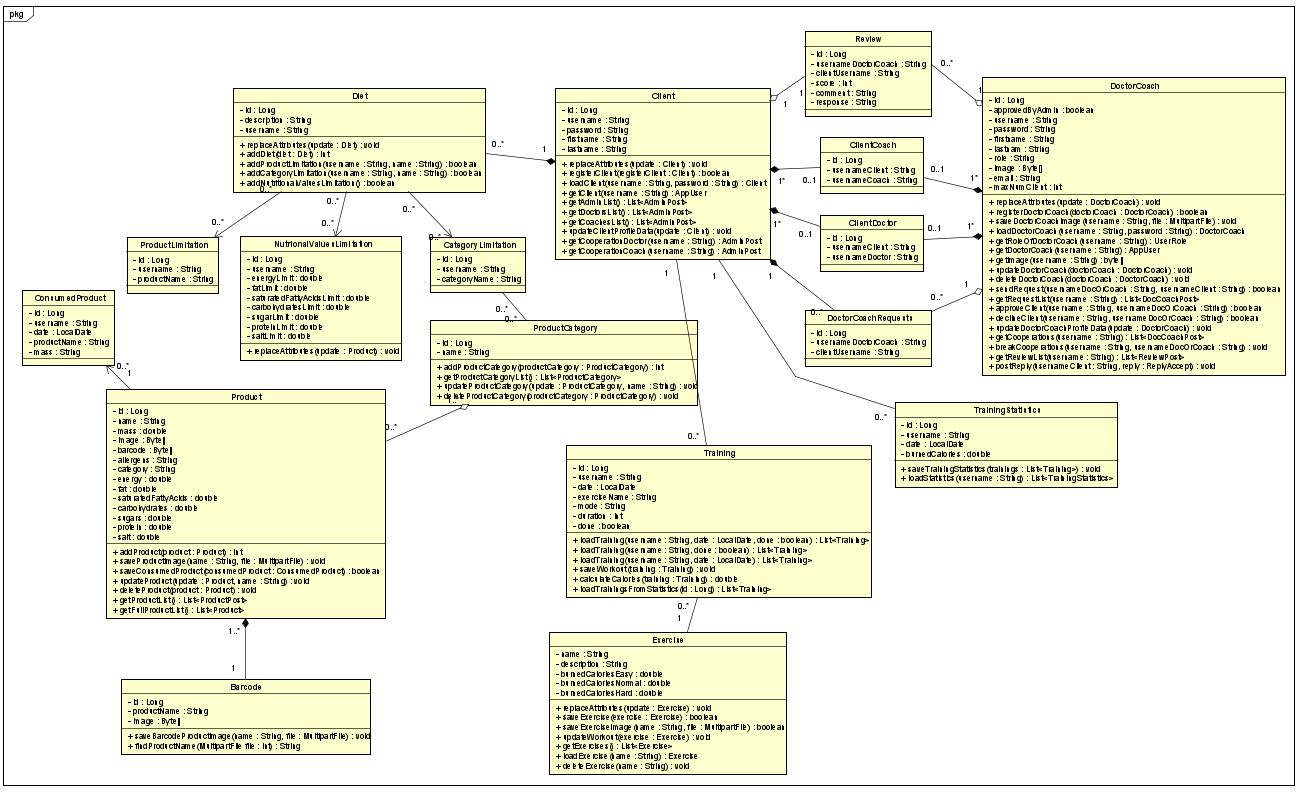 pkg
Review
- id : Long
- usernameDoctorCoach : String
- clientUsername : String
- score : int
- comment : String
- response : String
0..*
1
1
1
DoctorCoach
- id : Long
- approvedByAdmin : boolean
- username : String
- password : String
- firstname : String
- lastnam : String
- role : String
- image : Byte[]
- email : String
- maxNumClient : int
+ replaceAttributes(update : DoctorCoach) : void
+ registerDoctorCoach(doctorCoach : DoctorCoach) : boolean
+ saveDoctorCoachImage(username : String, file : MultipartFile) : void
+ loadDoctorCoach(username : String, password : String) : DoctorCoach
+ getRoleOfDoctorCoach(username : String) : UserRole
+ getDoctorCoach(username : String) : AppUser
+ getImage(username : String) : byte[]
+ updateDoctorCoach(doctorCoach : DoctorCoach) : void
+ deleteDoctorCoach(doctorCoach : DoctorCoach) : void
+ sendRequest(usernameDocOrCoach : String, usernameClient : String) : boolean
+ getRequestList(username : String) : List<DocCoachPost>
+ approveClient(username : String, usernameDocOrCoach : String) : boolean
+ declineClient(username : String, usernameDocOrCoach : String) : boolean
+ updateDoctorCoachProfileData(update : DoctorCoach) : void
+ getCooperations(username : String) : List<DocCoachPost>
+ breakCooperations(username : String, usernameDocOrCoach : String) : void
+ getReviewList(username : String) : List<ReviewPost>
+ postReply(usernameClient : String, reply : ReplyAccept) : void
Diet
- id : Long
- description : String
- username : String
+ replaceAttributes(update : Diet) : void
+ addDiet(diet : Diet) : int
+ addProductLimitation(username : String, name : String) : boolean
+ addCategoryLimitation(username : String, name : String) : boolean
+ addNutritionalValuesLimitation() : boolean
0..*
1
Client
- id : Long
- username : String
- password : String
- firstname : String
- lastname : String
+ replaceAttributes(update : Client) : void
+ registerClient(registerClient : Client) : boolean
+ loadClient(username : String, password : String) : Client
+ getClient(username : String) : AppUser
+ getAdminList() : List<AdminPost>
+ getDoctorsList() : List<AdminPost>
+ getCoachesList() : List<AdminPost>
+ updateClientProfileData(update : Client) : void
+ getCooperationDoctor(username : String) : AdminPost
+ getCooperationCoach(username : String) : AdminPost
ClientCoach
- id : Long
- usernameClient : String
- usernameCoach : String
1*
0..1
0..1
1*
ClientDoctor
- id : Long
- usernameClient : String
- usernameDoctor : String
1*
0..1
0..1
1*
DoctorCoachRequests
- id : Long
- usernameDoctorCoach : String
- clientUsername : String
1
0..*
0..*
1
0..*
0..*
0..*
0..*
0..*
0..*
ProductLimitation
- id : Long
- username : String
- productName : String
NutrionalValuesLimitation
- id : Long
- username : String
- energyLimit : double
- fatLimit : double
- saturatedFattyAcidsLimit : double
- carbohydratesLimit : double
- sugarLimit : double
- proteinLimit : double
- saltLimit : double
+ replaceAttributes(update : Product) : void
Category Limitation
- id : Long
- username : String
- categoryName : String
0..*
0..*
ConsumedProduct
- id : Long
- username : String
- date : LocalDate
- productName : String
- mass : String
0..*
1
ProductCategory
- id : Long
- name : String
+ addProductCategory(productCategory : ProductCategory) : int
+ getProductCategoryList() : List<ProductCategory>
+ updateProductCategory(update : ProductCategory, name : String) : void
+ deleteProductCategory(productCategory : ProductCategory) : void
0..*
Product
- id : Long
- name : String
- mass : double
- image : Byte[]
- barcode : Byte[]
- allergens : String
- category : String
- energy : double
- fat : double
- saturatedFattyAcids : double
- carbohydrates : double
- sugars : double
- protein : double
- salt : double
+ addProduct(product : Product) : int
+ saveProductImage(name : String, file : MultipartFile) : void
+ saveConsumedProduct(consumedProduct : ConsumedProduct) : boolean
+ updateProduct(update : Product, name : String) : void
+ deleteProduct(product : Product) : void
+ getProductList() : List<ProductPost>
+ getFullProductList() : List<Product>
1..*
1
Barcode
- id : Long
- productName : String
- image : Byte[]
+ saveBarcodeProductImage(name : String, file : MultipartFile) : void
+ findProductName(MultipartFile file : int) : String
1
1
0..*
0..*
Training
- id : Long
- username : String
- date : LocalDate
- exerciseName : String
- mode : String
- duration : int
- done : boolean
+ loadTraining(username : String, date : LocalDate, done : boolean) : List<Training>
+ loadTraining(username : String, done : boolean) : List<Training>
+ loadTraining(username : String, date : LocalDate) : List<Training>
+ saveWorkout(training : Training) : void
+ calculateCalories(training : Training) : double
+ loadTrainingsFromStatistics(id : Long) : List<Training>
TrainingStatistics
- id : Long
- username : String
- date : LocalDate
- burnedCalories : double
+ saveTrainingStatistics(trainings : List<Training>) : void
+ loadStatistics(username : String) : List<TrainingStatistics>
0..*
1
Exercise
- name : String
- description : String
- burnedCaloriesEasy : double
- burnedCaloriesNormal : double
- burnedCaloriesHard : double
+ replaceAttributes(update : Exercise) : void
+ saveExercise(exercise : Exercise) : boolean
+ saveExerciseImage(name : String, file : MultipartFile) : boolean
+ updateWorkout(exercise : Exercise) : void
+ getExercises() : List<Exercise>
+ loadExercise(name : String) : Exercise
+ deleteExercise(name : String) : void